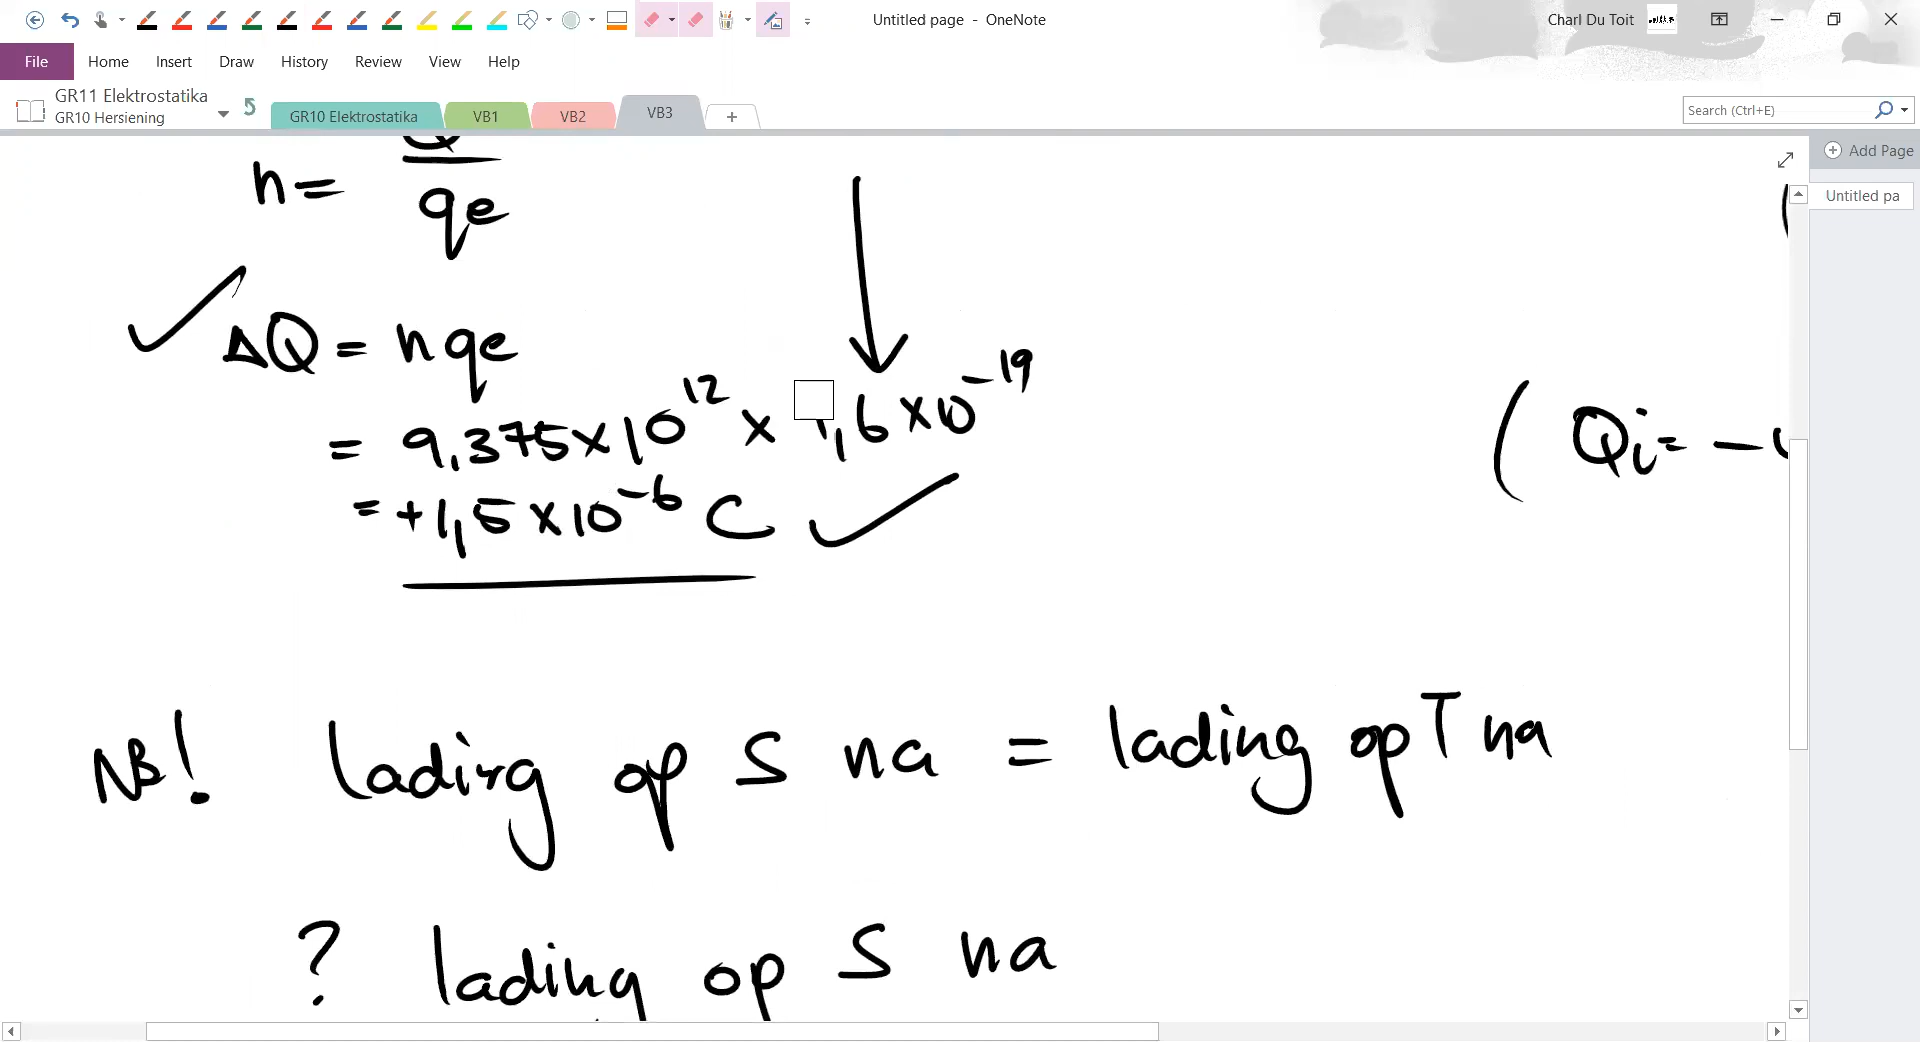 Untitled page - OneNote
Charl Du Toit
File Home Insert Draw History Review View Help
GR11 Elektrostatika
GR10 Hersiening
GR10 Elektrostatika VB1 VB2 VB3 +
Search (Ctrl+E)
Add Page
Untitled pa
n = Q/qe
ΔQ = nqe
= 9,375 × 10¹² × 1,6 × 10⁻¹⁹
= +1,5 × 10⁻⁶ C
( Qi = -
NB! lading op S na = lading op T na
? lading op S na